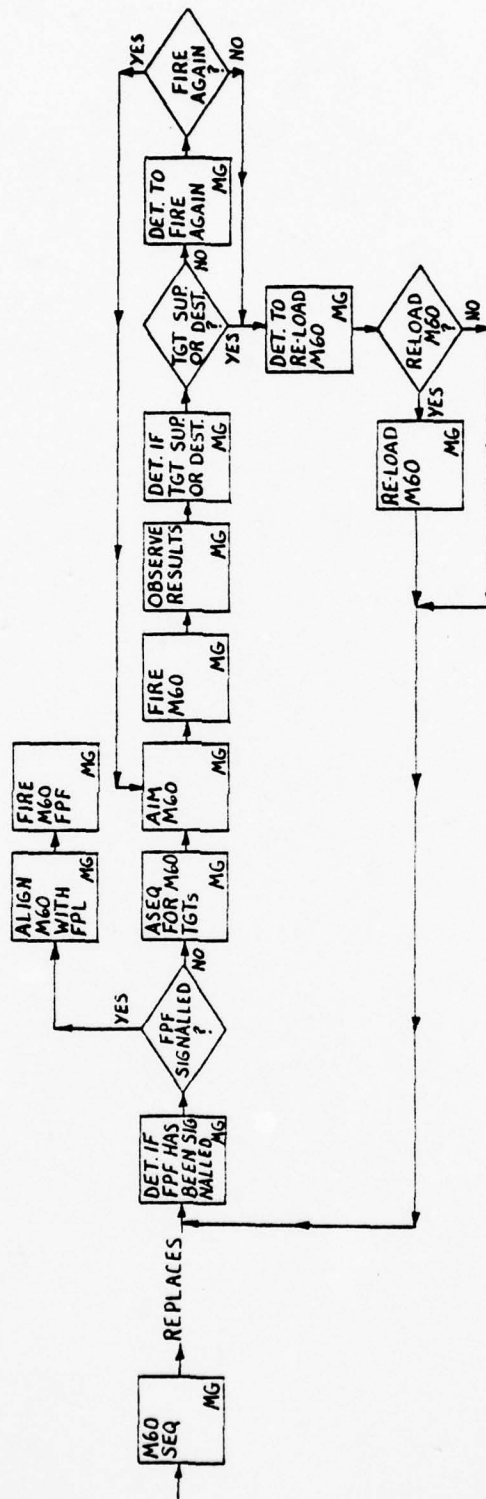 M60
SEQ
MG
REPLACES
DET. IF
FPF HAS
BEEN SIG
NALLED
MG
FPF
SIGNALLED
?
YES
ALIGN
M60
WITH
FPL
MG
FIRE
M60
FPF
MG
NO
ASEQ
FOR M60
TGTs
MG
AIM
M60
MG
FIRE
M60
MG
OBSERVE
RESULTS
MG
DET. IF
TGT SUP.
OR DEST.
MG
TGT SUP.
OR DEST.
?
NO
DET. TO
FIRE
AGAIN
MG
FIRE
AGAIN
?
YES
NO
YES
DET. TO
RE-LOAD
M60
MG
RE-LOAD
M60
?
YES
NO
RE-LOAD
M60
MG